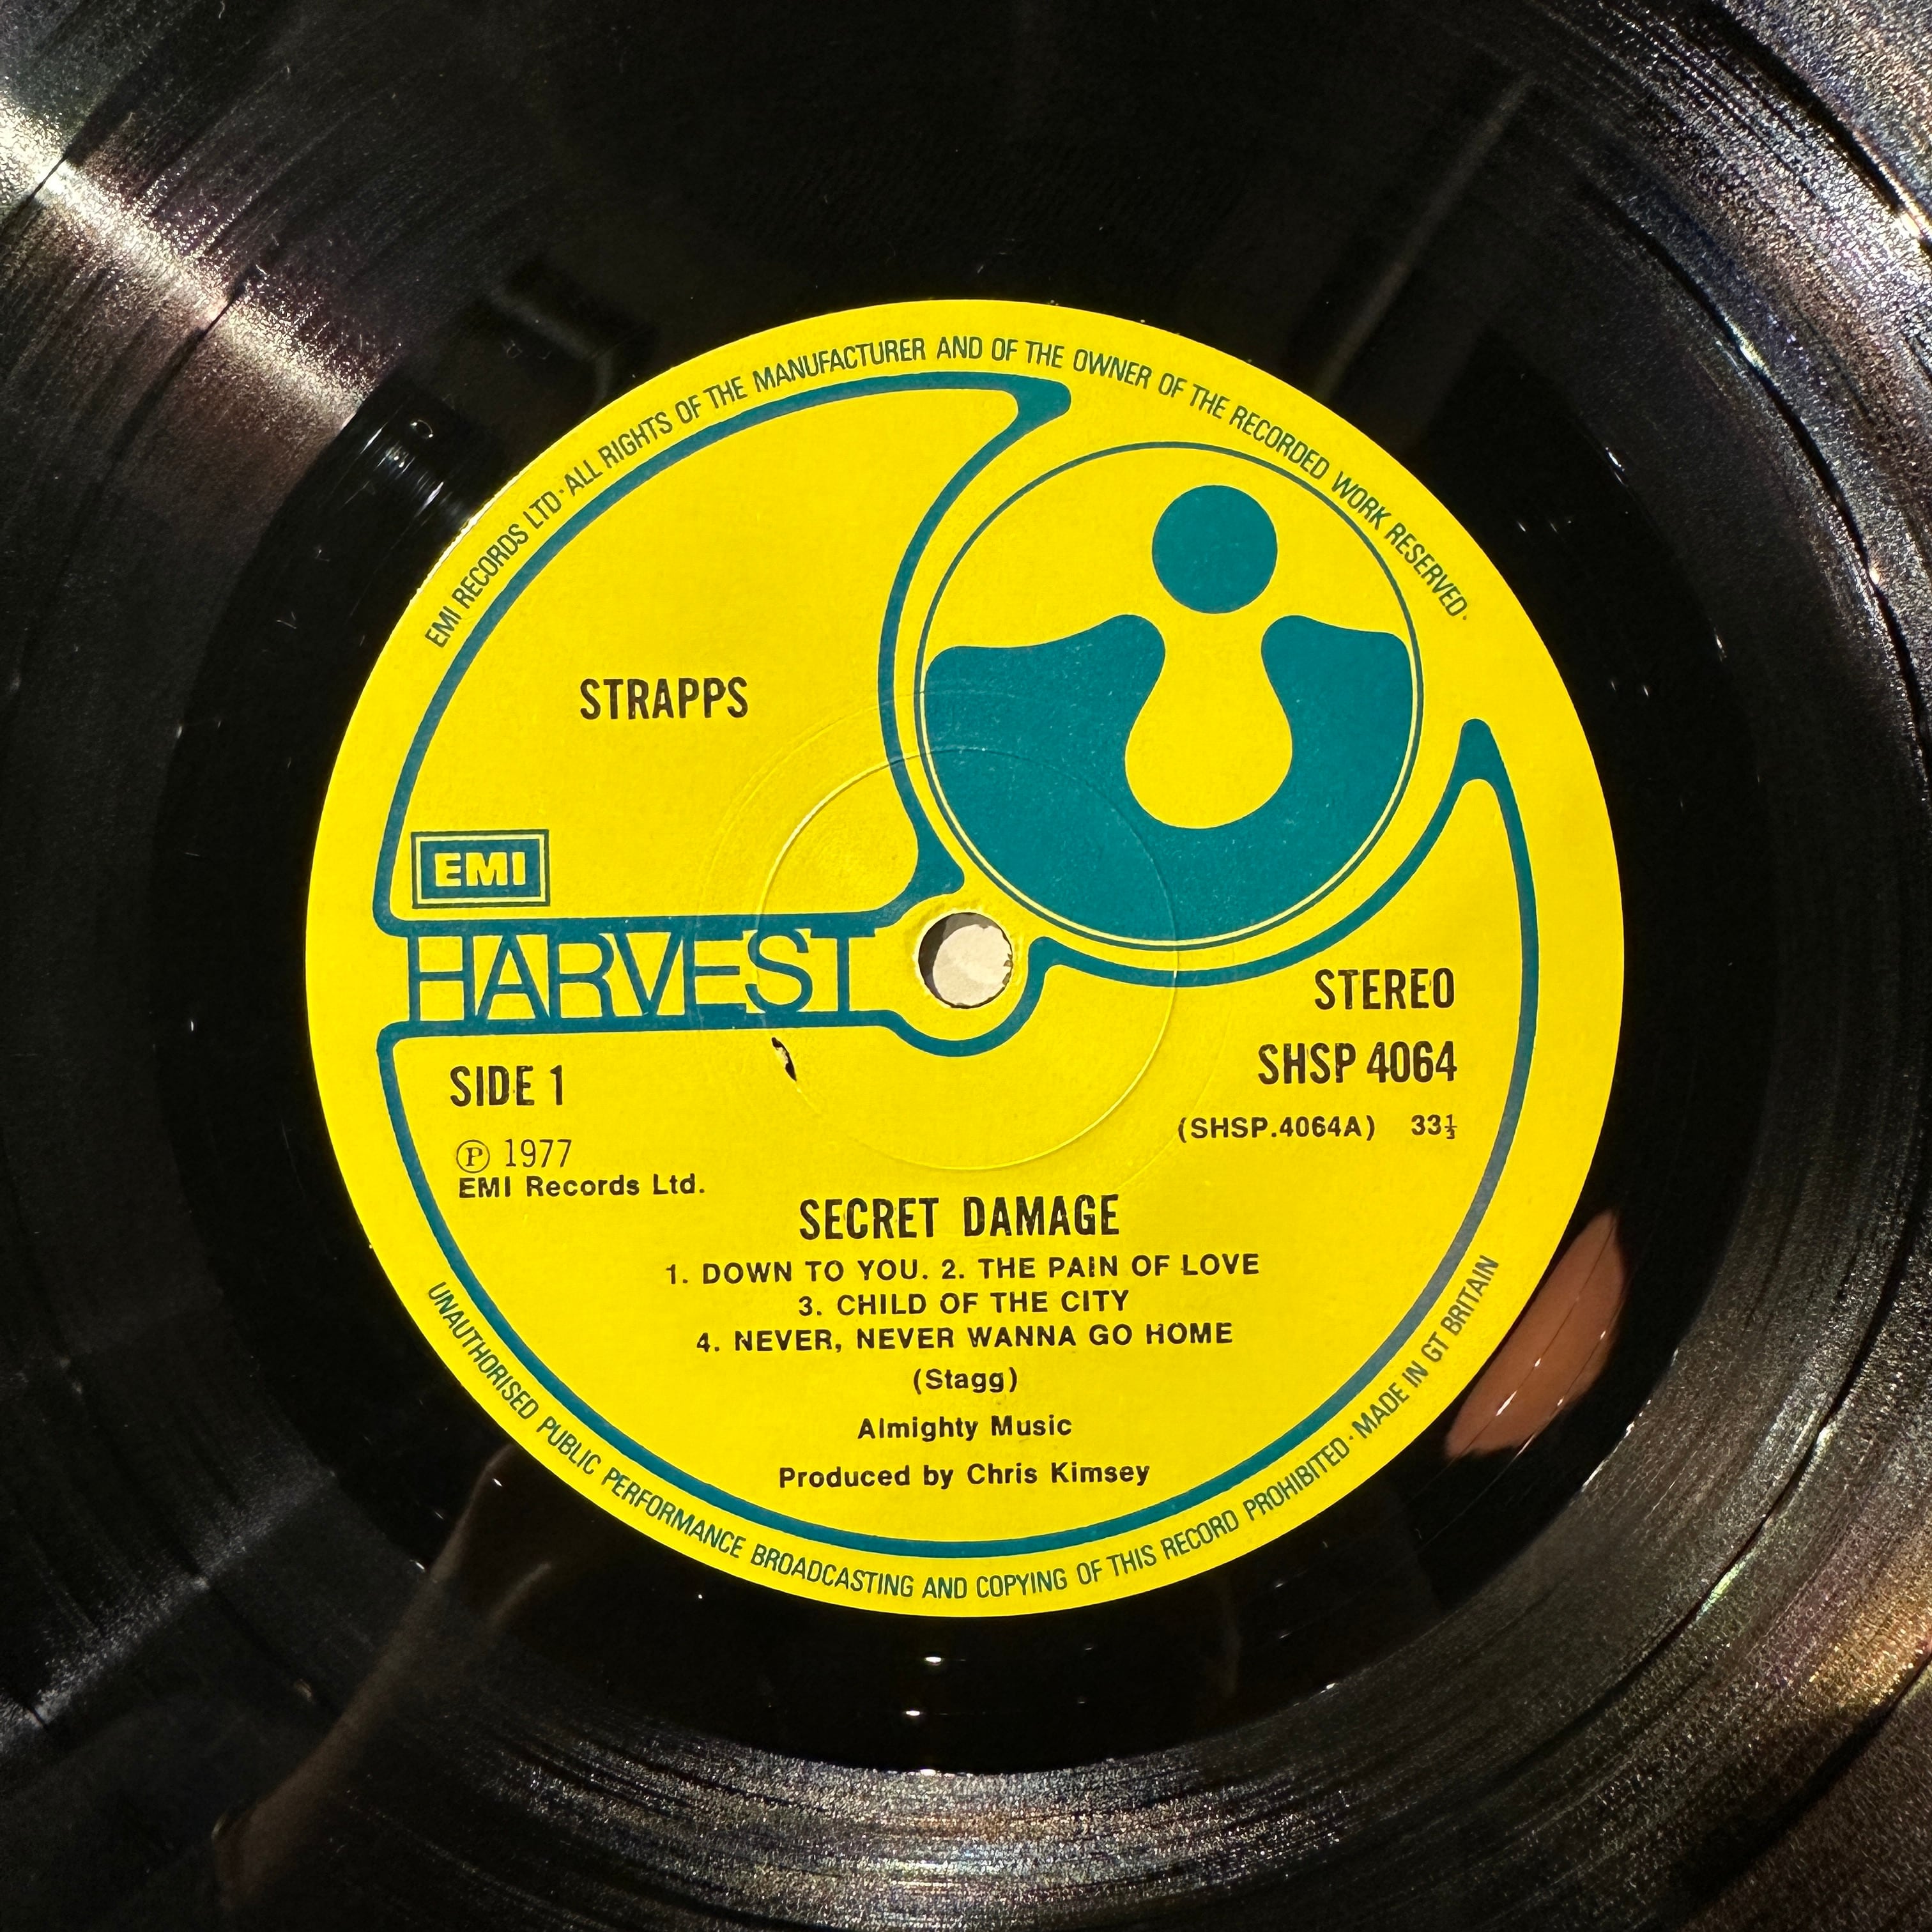 EMI RECORDS LTD·ALL RIGHTS OF THE MANUFACTURER AND OF THE OWNER OF THE RECORDED WORK RESERVED·
STRAPPS
EMI
HARVEST
STEREO
SHSP 4064
(SHSP.4064A) 33⅓
SIDE 1
℗ 1977
EMI Records Ltd.
SECRET DAMAGE
1. DOWN TO YOU. 2. THE PAIN OF LOVE
3. CHILD OF THE CITY
4. NEVER, NEVER WANNA GO HOME
(Stagg)
Almighty Music
Produced by Chris Kimsey
UNAUTHORISED PUBLIC PERFORMANCE BROADCASTING AND COPYING OF THIS RECORD PROHIBITED·MADE IN GT BRITAIN